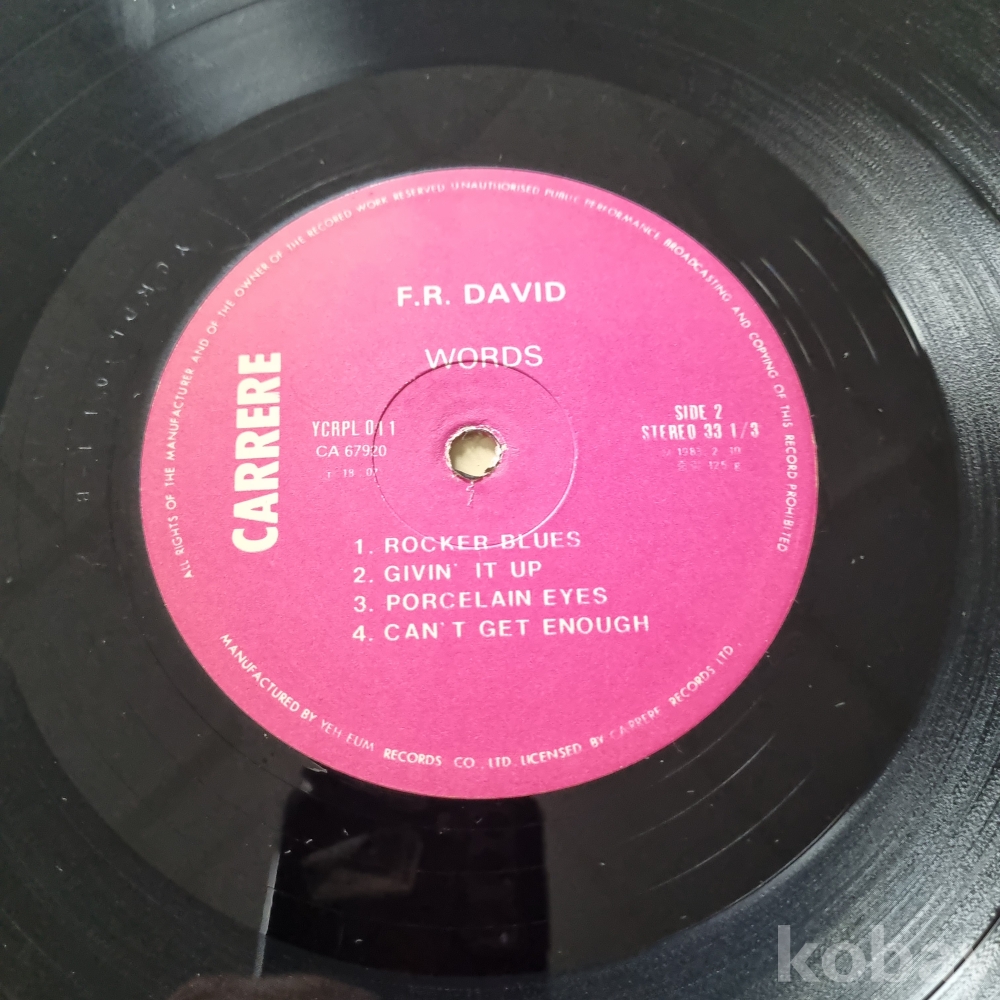 ALL RIGHTS OF THE MANUFACTURER AND OF THE OWNER OF THE RECORED WORK RESERVED. UNAUTHORISED PUBLIC PERFORMANCE BROADCASTING AND COPYING OF THIS RECORD PROHIBITED
F.R. DAVID
WORDS
CARRERE
YCRPL 011
CA 67920
SIDE 2
STEREO 33 1/3
1. ROCKER BLUES
2. GIVIN' IT UP
3. PORCELAIN EYES
4. CAN'T GET ENOUGH
MANUFACTURED BY YEH EUM RECORDS CO., LTD. LICENSED BY CARRERE RECORDS LTD.
koba